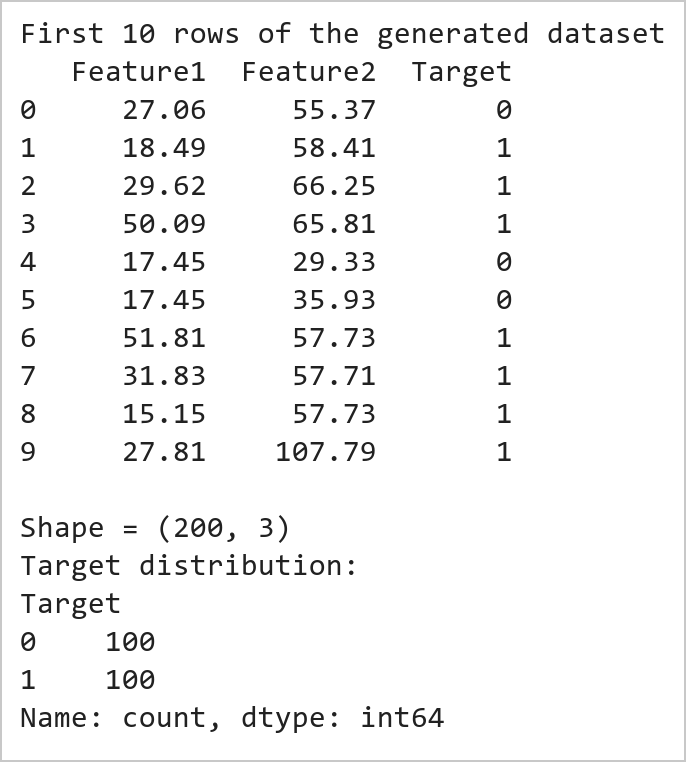 First 10 rows of the generated dataset
   Feature1  Feature2  Target
0     27.06     55.37       0
1     18.49     58.41       1
2     29.62     66.25       1
3     50.09     65.81       1
4     17.45     29.33       0
5     17.45     35.93       0
6     51.81     57.73       1
7     31.83     57.71       1
8     15.15     57.73       1
9     27.81    107.79       1

Shape = (200, 3)
Target distribution:
Target
0    100
1    100
Name: count, dtype: int64